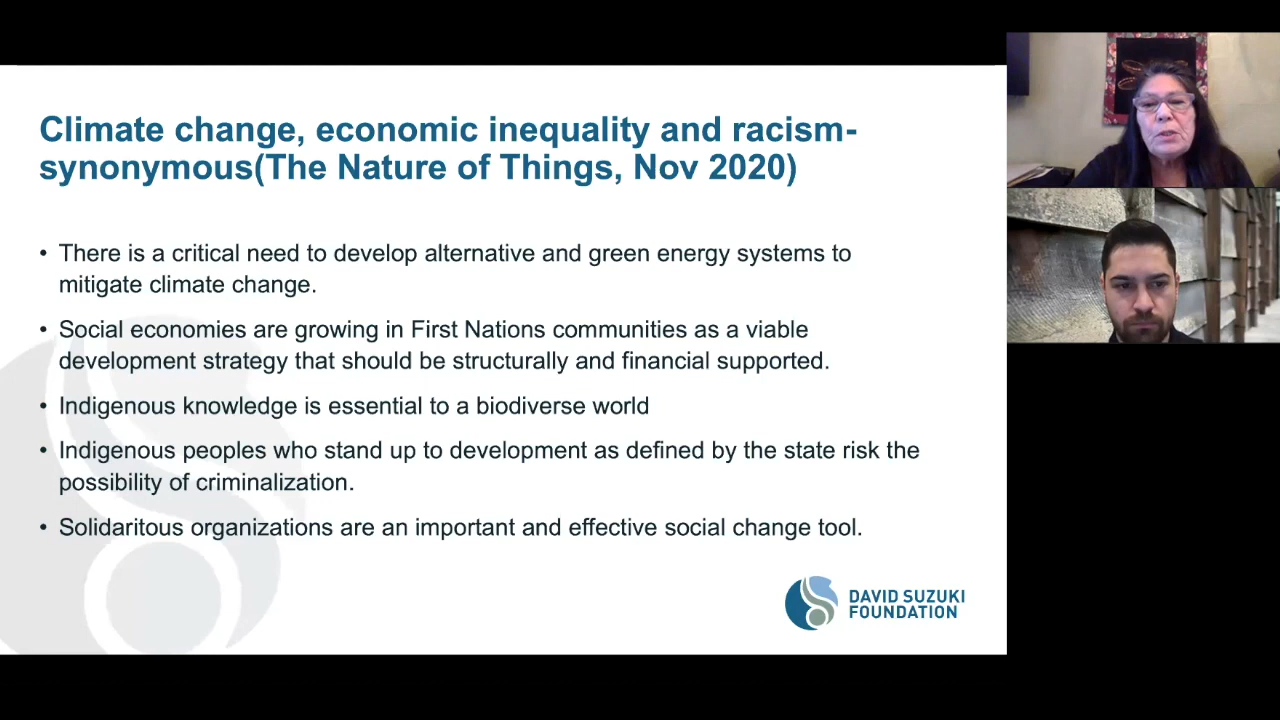 Climate change, economic inequality and racism-
synonymous(The Nature of Things, Nov 2020)
• There is a critical need to develop alternative and green energy systems to
mitigate climate change.
• Social economies are growing in First Nations communities as a viable
development strategy that should be structurally and financial supported.
• Indigenous knowledge is essential to a biodiverse world
• Indigenous peoples who stand up to development as defined by the state risk the
possibility of criminalization.
• Solidaritous organizations are an important and effective social change tool.
DAVID SUZUKI
FOUNDATION